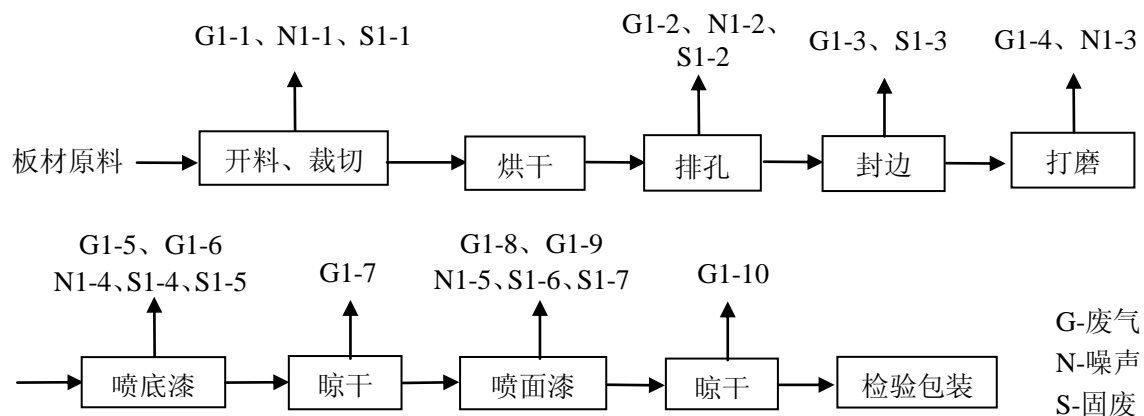 G1-1、N1-1、S1-1
G1-2、N1-2、
S1-2
G1-3、S1-3
G1-4、N1-3
板材原料
开料、裁切
烘干
排孔
封边
打磨
G1-5、G1-6
N1-4、S1-4、S1-5
G1-7
G1-8、G1-9
N1-5、S1-6、S1-7
G1-10
喷底漆
晾干
喷面漆
晾干
检验包装
G-废气
N-噪声
S-固废